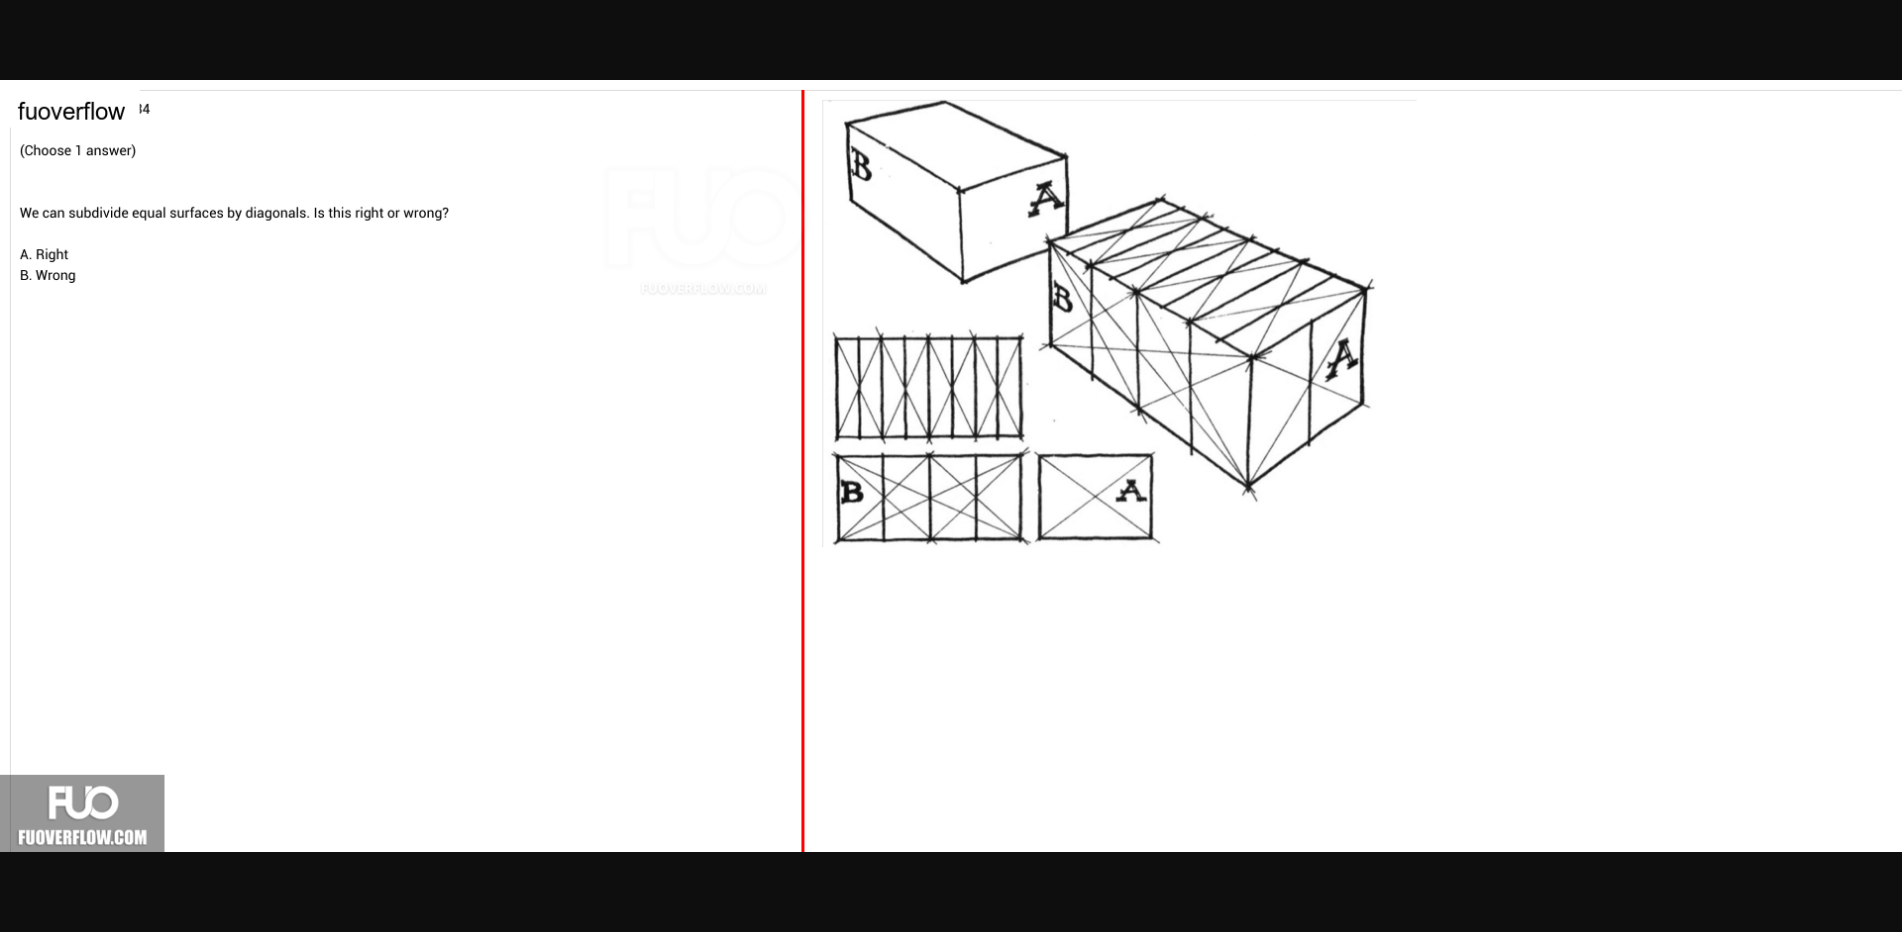 fuoverflow 34
(Choose 1 answer)
We can subdivide equal surfaces by diagonals. Is this right or wrong?
A. Right
B. Wrong
FUO
FUOVERFLOW.COM
B
A
B
A
B
A
FUO
FUOVERFLOW.COM